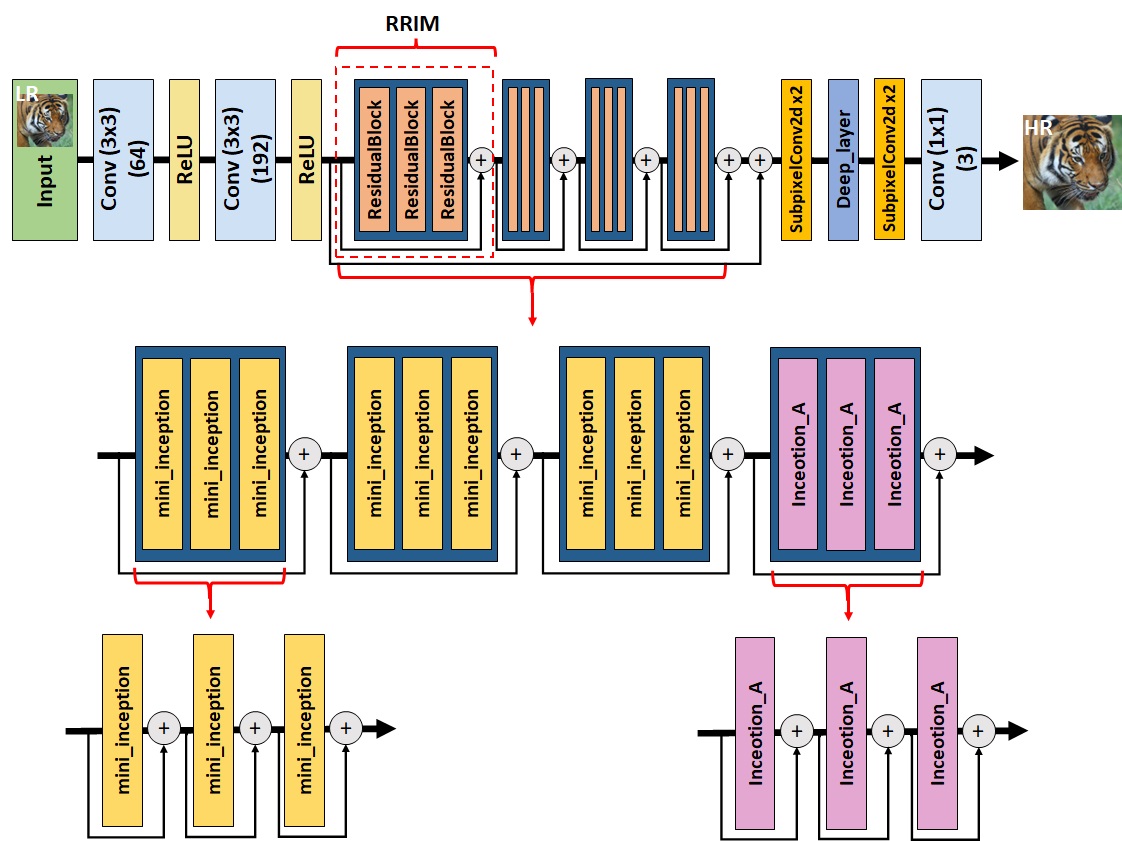 RRIM
LR
Input
Conv (3x3)
(64)
ReLU
Conv (3x3)
(192)
ReLU
ResidualBlock
ResidualBlock
ResidualBlock
+
+
+
+
+
SubpixelConv2d x2
Deep_layer
SubpixelConv2d x2
Conv (1x1)
(3)
HR
mini_inception
mini_inception
mini_inception
+
mini_inception
mini_inception
mini_inception
+
mini_inception
mini_inception
mini_inception
+
Inceotion_A
Inceotion_A
Inceotion_A
+
mini_inception
+
mini_inception
+
mini_inception
+
Inceotion_A
+
Inceotion_A
+
Inceotion_A
+